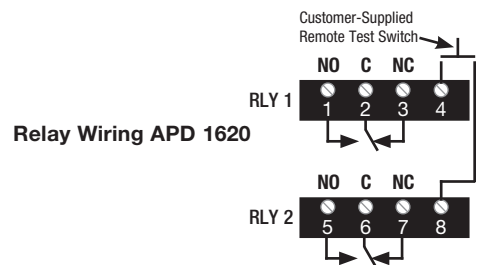 Customer-Supplied
Remote Test Switch
NO C NC
RLY 1
1 2 3 4
Relay Wiring APD 1620
NO C NC
RLY 2
5 6 7 8